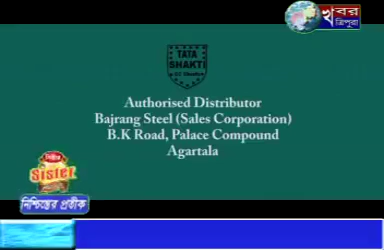 খবর
ত্রিপুরা
TATA
SHAKTI
Authorised Distributor
Bajrang Steel (Sales Corporation)
B.K Road, Palace Compound
Agartala
Sister
নিশ্চিন্তের প্রতীক